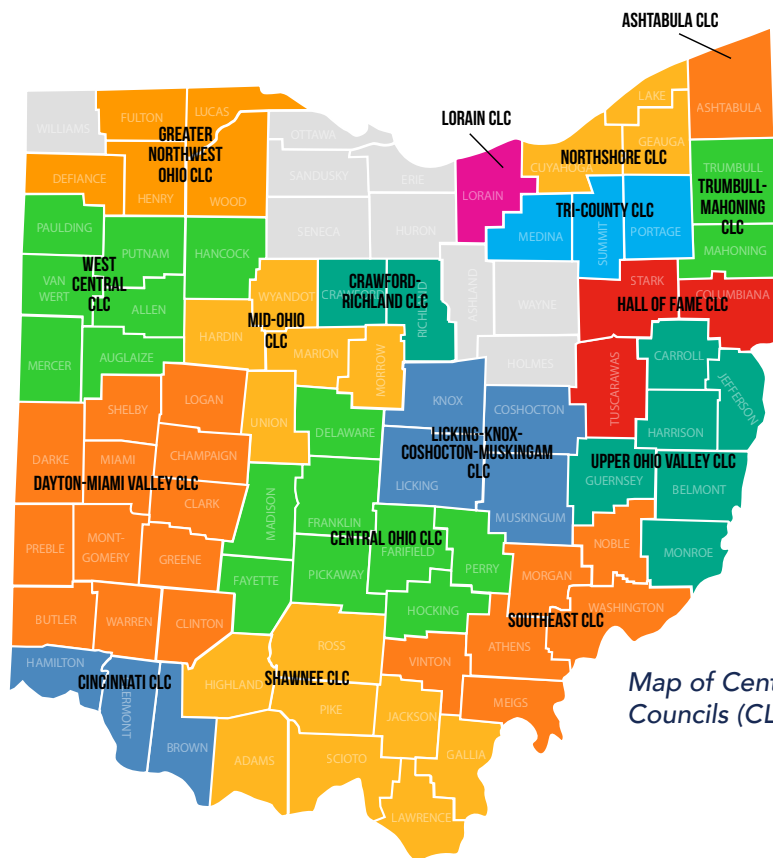 ASHTABULA CLC
LAKE
ASHTABULA
LUCAS
FULTON
WILLIAMS
OTTAWA
LORAIN CLC
GREATER
NORTHWEST
OHIO CLC
GEAUGA
CUYAHOGA
NORTHSHORE CLC
TRUMBULL
SANDUSKY
ERIE
DEFIANCE
HENRY
WOOD
LORAIN
TRUMBULL-
MAHONING
CLC
TRI-COUNTY CLC
PAULDING
SENECA
HURON
MEDINA
SUMMIT
PORTAGE
PUTNAM
HANCOCK
MAHONING
WEST
CENTRAL
CLC
VAN
WERT
ALLEN
WYANDOT
CRAWFORD
CRAWFORD-
RICHLAND CLC
RICHLAND
ASHLAND
WAYNE
STARK
COLUMBIANA
HALL OF FAME CLC
MID-OHIO
CLC
HARDIN
MERCER
AUGLAIZE
MARION
MORROW
HOLMES
CARROLL
JEFFERSON
TUSCARAWAS
LOGAN
SHELBY
UNION
KNOX
COSHOCTON
DELAWARE
HARRISON
DARKE
MIAMI
CHAMPAIGN
LICKING-KNOX-
COSHOCTON-MUSKINGAM
CLC
UPPER OHIO VALLEY CLC
DAYTON-MIAMI VALLEY CLC
LICKING
GUERNSEY
BELMONT
CLARK
MADISON
FRANKLIN
MUSKINGUM
CENTRAL OHIO CLC
PREBLE
MONT-
GOMERY
GREENE
FARIFIELD
PERRY
NOBLE
MONROE
FAYETTE
PICKAWAY
MORGAN
HOCKING
WASHINGTON
SOUTHEAST CLC
BUTLER
WARREN
CLINTON
ROSS
ATHENS
VINTON
HAMILTON
CINCINNATI CLC
SHAWNEE CLC
HIGHLAND
ERMONT
PIKE
JACKSON
MEIGS
Map of Cent
Councils (CL
BROWN
ADAMS
SCIOTO
GALLIA
LAWRENCE